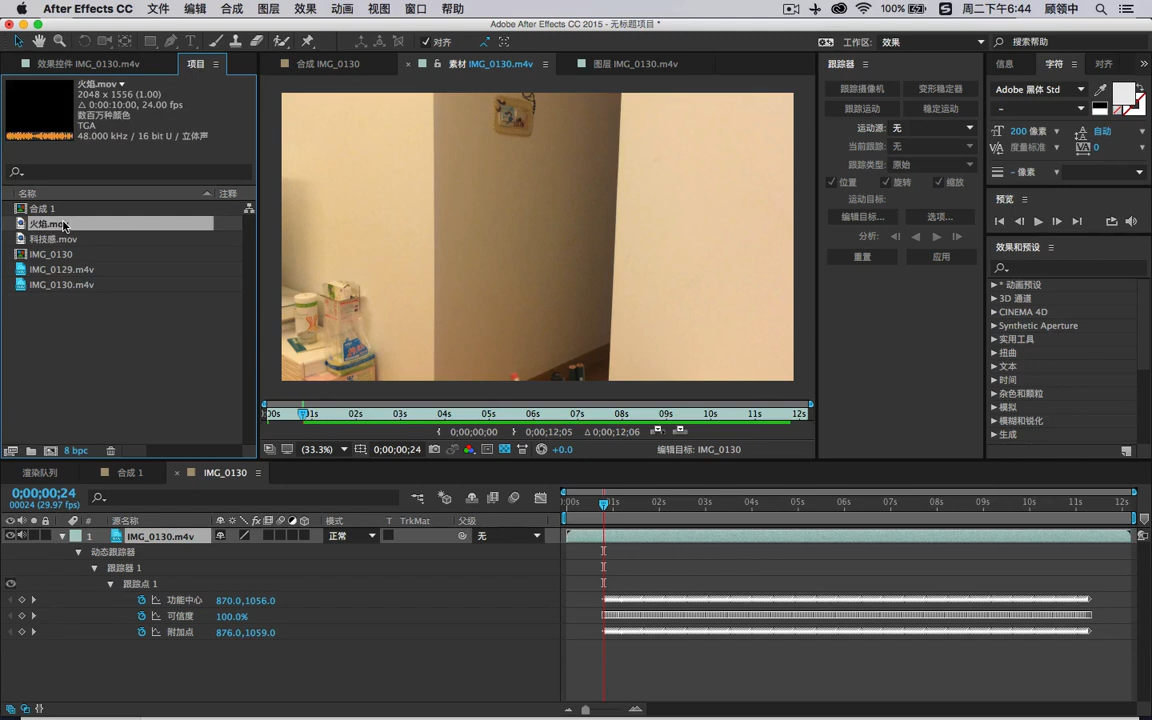 After Effects CC 文件 编辑 合成 图层 效果 动画 视图 窗口 帮助 100% 周二下午6:44 顾领中
Adobe After Effects CC 2015 - 无标题项目 *
对齐 工作区: 效果 搜索帮助
效果控件 IMG_0130.m4v 项目
合成 IMG_0130 素材 IMG_0130.m4v 图层 IMG_0130.m4v
跟踪器 信息 字符 对齐
火焰.mov
2048 x 1556 (1.00)
Δ 0:00:10:00, 24.00 fps
数百万种颜色
TGA
48.000 kHz / 16 bit U / 立体声
名称 注释
合成 1
火焰.mov
科技感.mov
IMG_0130
IMG_0129.m4v
IMG_0130.m4v
8 bpc
:00s 01s 02s 03s 04s 05s 06s 07s 08s 09s 10s 11s 12s
0;00;00;00 0;00;12;05 Δ 0;00;12;06
(33.3%) 0;00;00;24 +0.0 编辑目标: IMG_0130
跟踪摄像机 变形稳定器
跟踪运动 稳定运动
运动源: 无
当前跟踪: 无
跟踪类型: 原始
位置 旋转 缩放
运动目标:
编辑目标... 选项...
分析:
重置 应用
Adobe 黑体 Std
-
200 像素 自动
度量标准 0
- 像素
预览
效果和预设
* 动画预设
3D 通道
CINEMA 4D
Synthetic Aperture
实用工具
扭曲
文本
时间
杂色和颗粒
模拟
模糊和锐化
生成
渲染队列 合成 1 IMG_0130
0;00;00;24
00024 (29.97 fps)
:00s 01s 02s 03s 04s 05s 06s 07s 08s 09s 10s 11s 12s
# 源名称 模式 T TrkMat 父级
1 IMG_0130.m4v 正常 无
动态跟踪器
跟踪器 1
跟踪点 1
功能中心 870.0,1056.0
可信度 100.0%
附加点 876.0,1059.0